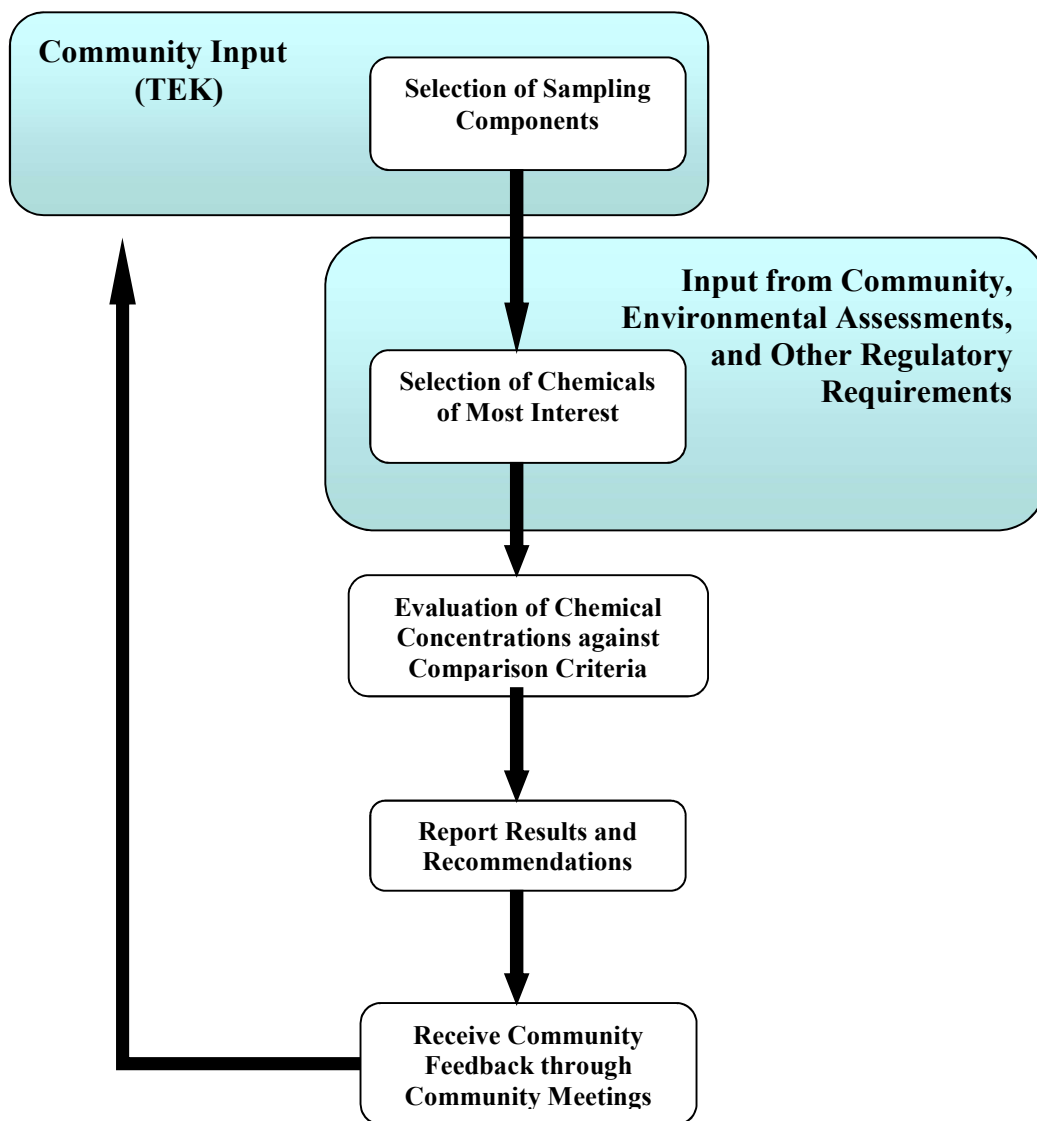 Community Input
(TEK)
Selection of Sampling
Components
Input from Community,
Environmental Assessments,
and Other Regulatory
Requirements
Selection of Chemicals
of Most Interest
Evaluation of Chemical
Concentrations against
Comparison Criteria
Report Results and
Recommendations
Receive Community
Feedback through
Community Meetings